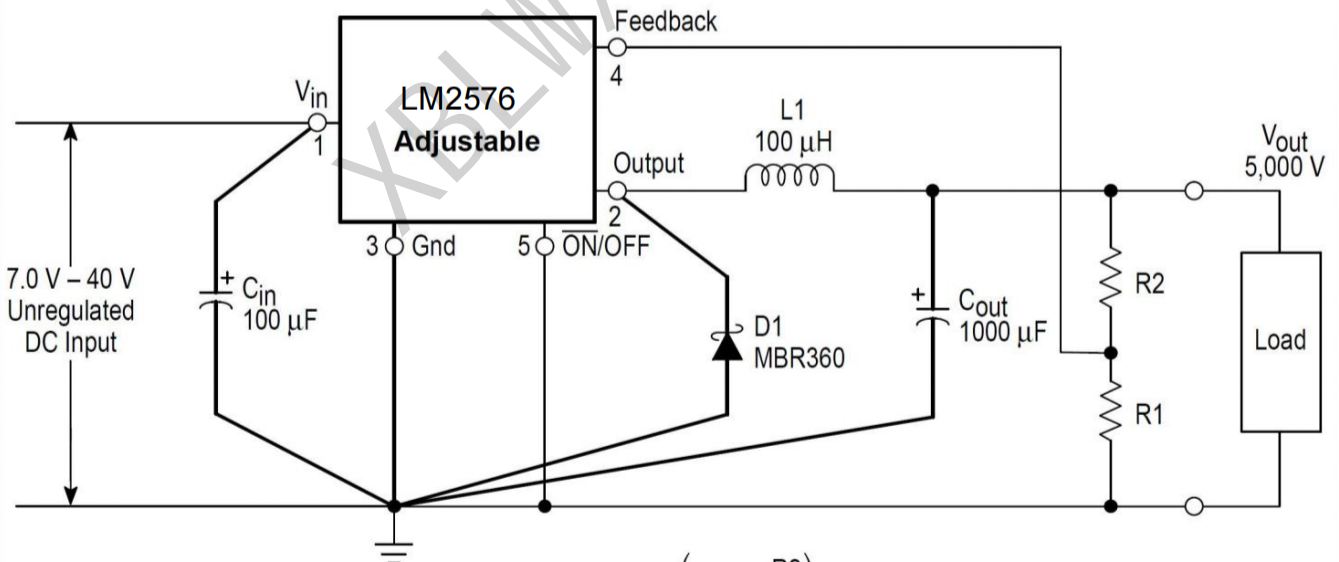 Feedback
4
LM2576
Adjustable
Vin
1
L1
100 µH
Output
2
Vout
5,000 V
3 Gnd
5 ON/OFF
7.0 V – 40 V
Unregulated
DC Input
+
Cin
100 µF
D1
MBR360
+
Cout
1000 µF
R2
Load
R1